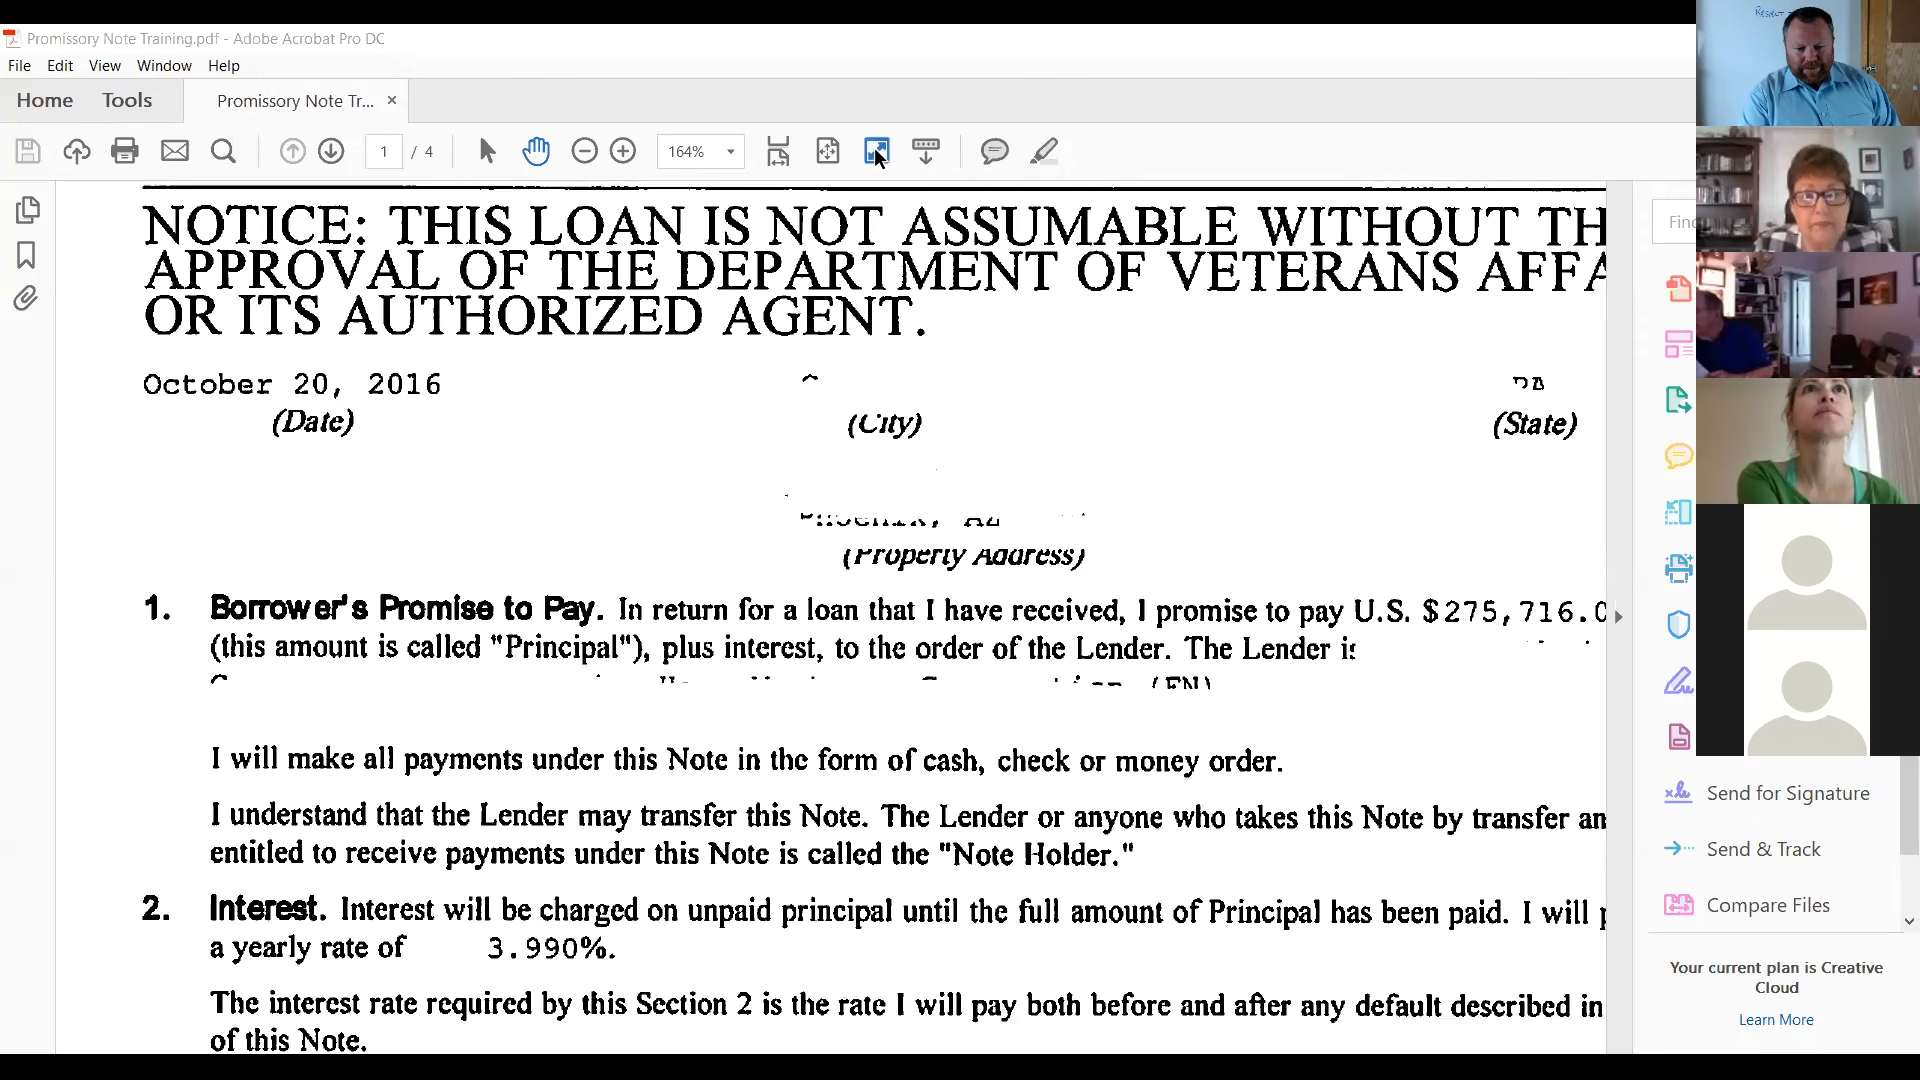 Promissory Note Training.pdf - Adobe Acrobat Pro DC
File Edit View Window Help
Home Tools Promissory Note Tr... ×
1 / 4 164%
NOTICE: THIS LOAN IS NOT ASSUMABLE WITHOUT TH
APPROVAL OF THE DEPARTMENT OF VETERANS AFFA
OR ITS AUTHORIZED AGENT.
October 20, 2016
(Date) (City) (State)
Phoenix, AZ
(Property Address)
1. Borrower's Promise to Pay. In return for a loan that I have received, I promise to pay U.S. $275,716.0
(this amount is called "Principal"), plus interest, to the order of the Lender. The Lender is
I will make all payments under this Note in the form of cash, check or money order.
I understand that the Lender may transfer this Note. The Lender or anyone who takes this Note by transfer an
entitled to receive payments under this Note is called the "Note Holder."
2. Interest. Interest will be charged on unpaid principal until the full amount of Principal has been paid. I will p
a yearly rate of 3.990%.
The interest rate required by this Section 2 is the rate I will pay both before and after any default described in
of this Note.
Find
Send for Signature
Send & Track
Compare Files
Your current plan is Creative
Cloud
Learn More